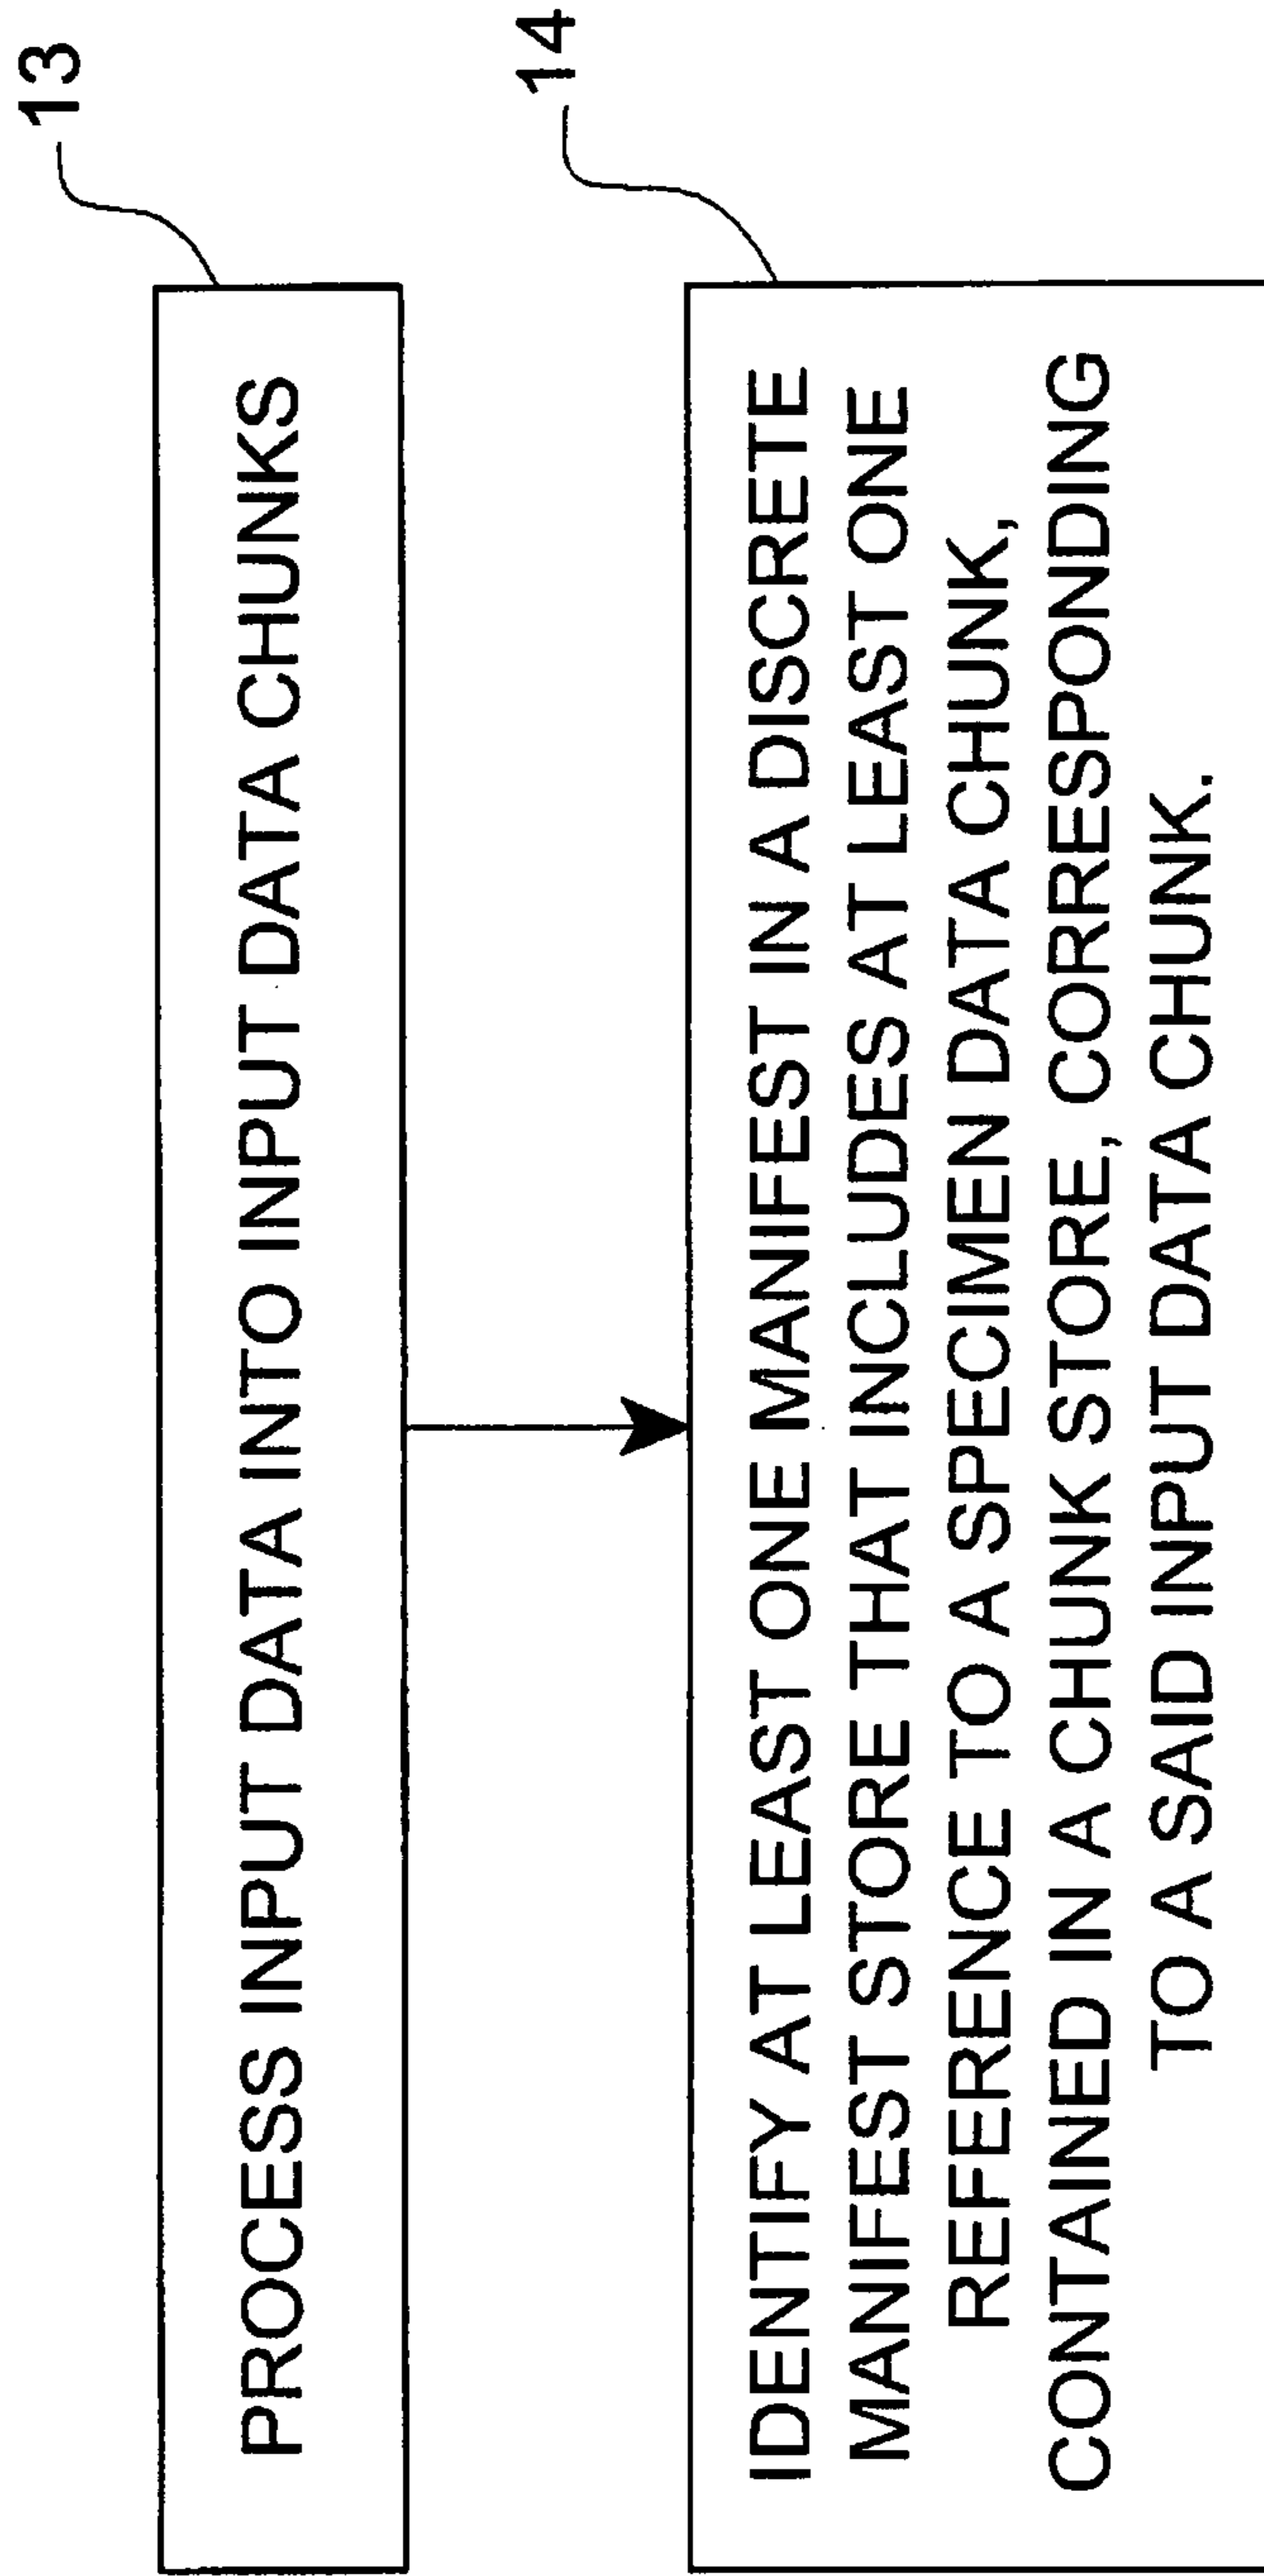 13
PROCESS INPUT DATA INTO INPUT DATA CHUNKS
14
IDENTIFY AT LEAST ONE MANIFEST IN A DISCRETE
MANIFEST STORE THAT INCLUDES AT LEAST ONE
REFERENCE TO A SPECIMEN DATA CHUNK,
CONTAINED IN A CHUNK STORE, CORRESPONDING
TO A SAID INPUT DATA CHUNK.